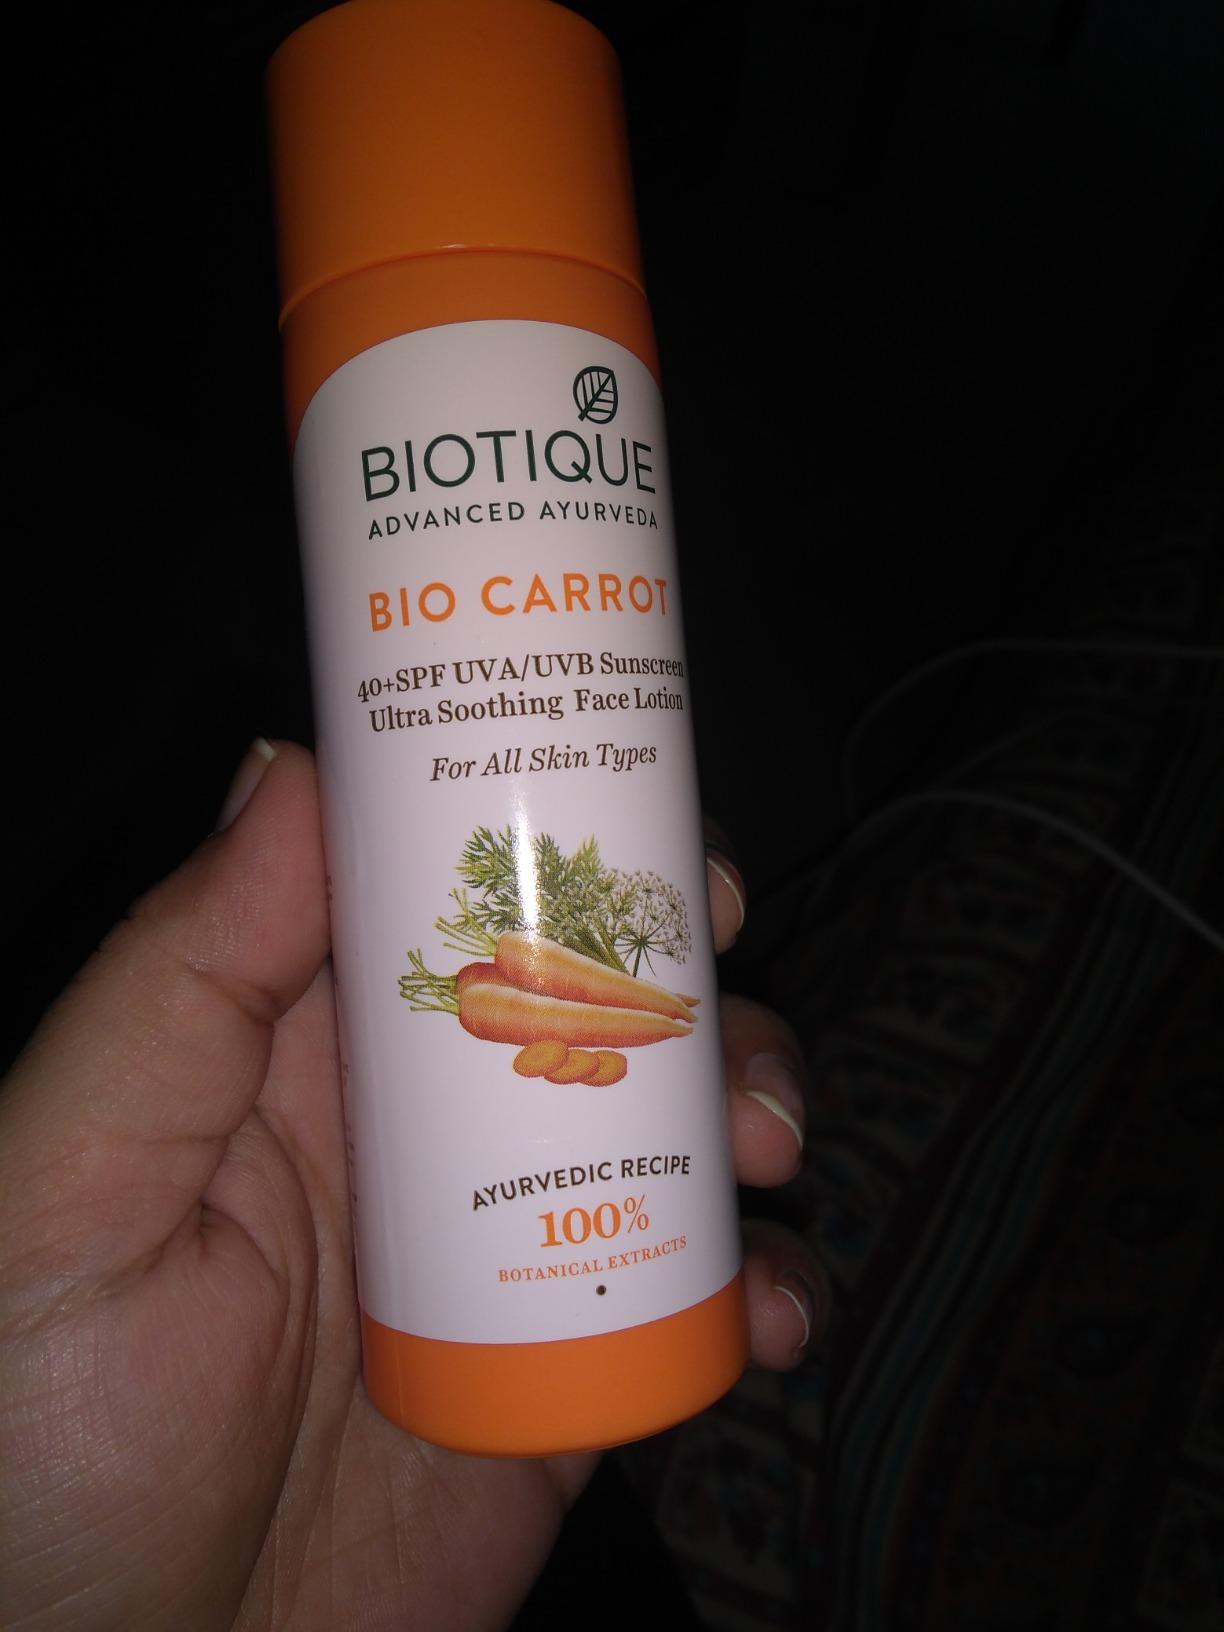 BIOTIQUE
ADVANCED AYURVEDA
BIO CARROT
40+SPF UVA/UVB Sunscreen
Ultra Soothing Face Lotion
For All Skin Types
AYURVEDIC RECIPE
100%
BOTANICAL EXTRACTS